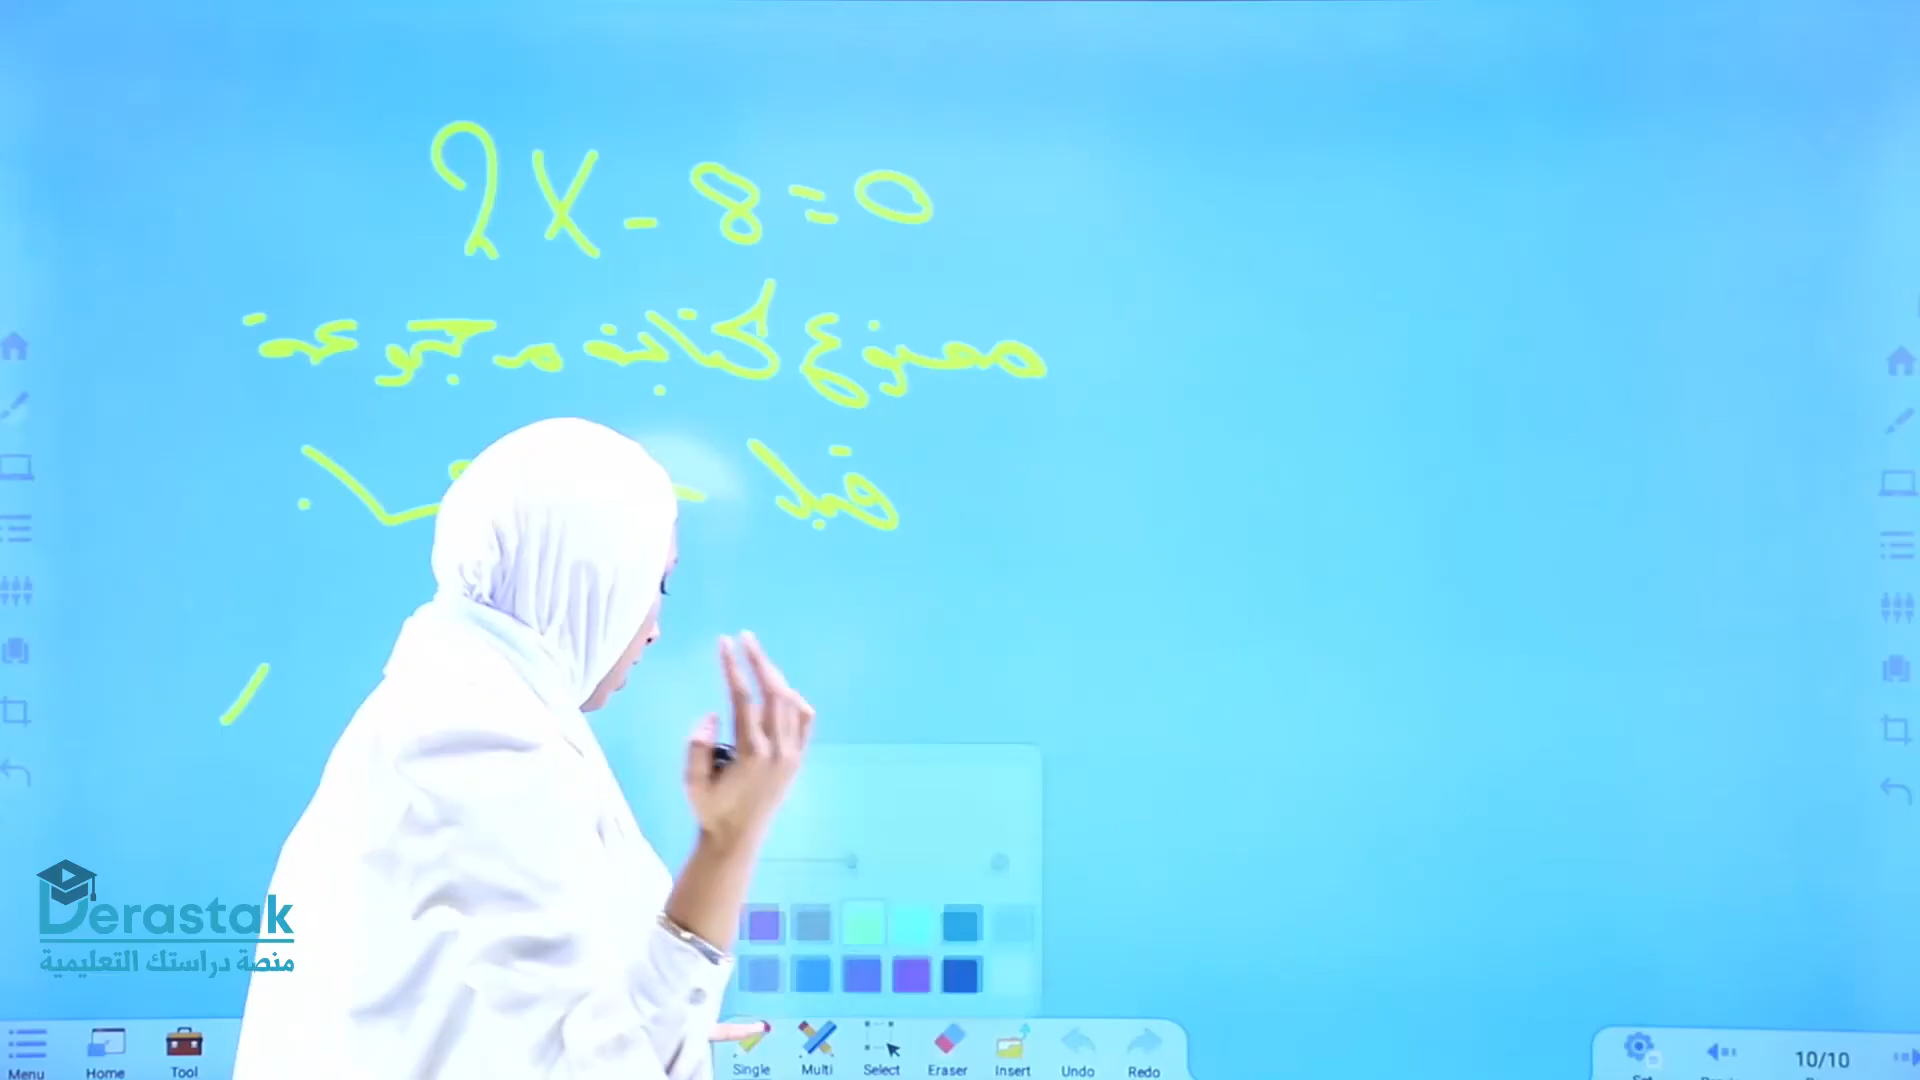 2x - 8 = 0
ممنوع كتابة مجموعة
قبل
Derastak
منصة دراستك التعليمية
Menu
Home
Tool
Single
Multi
Select
Eraser
Insert
Undo
Redo
10/10